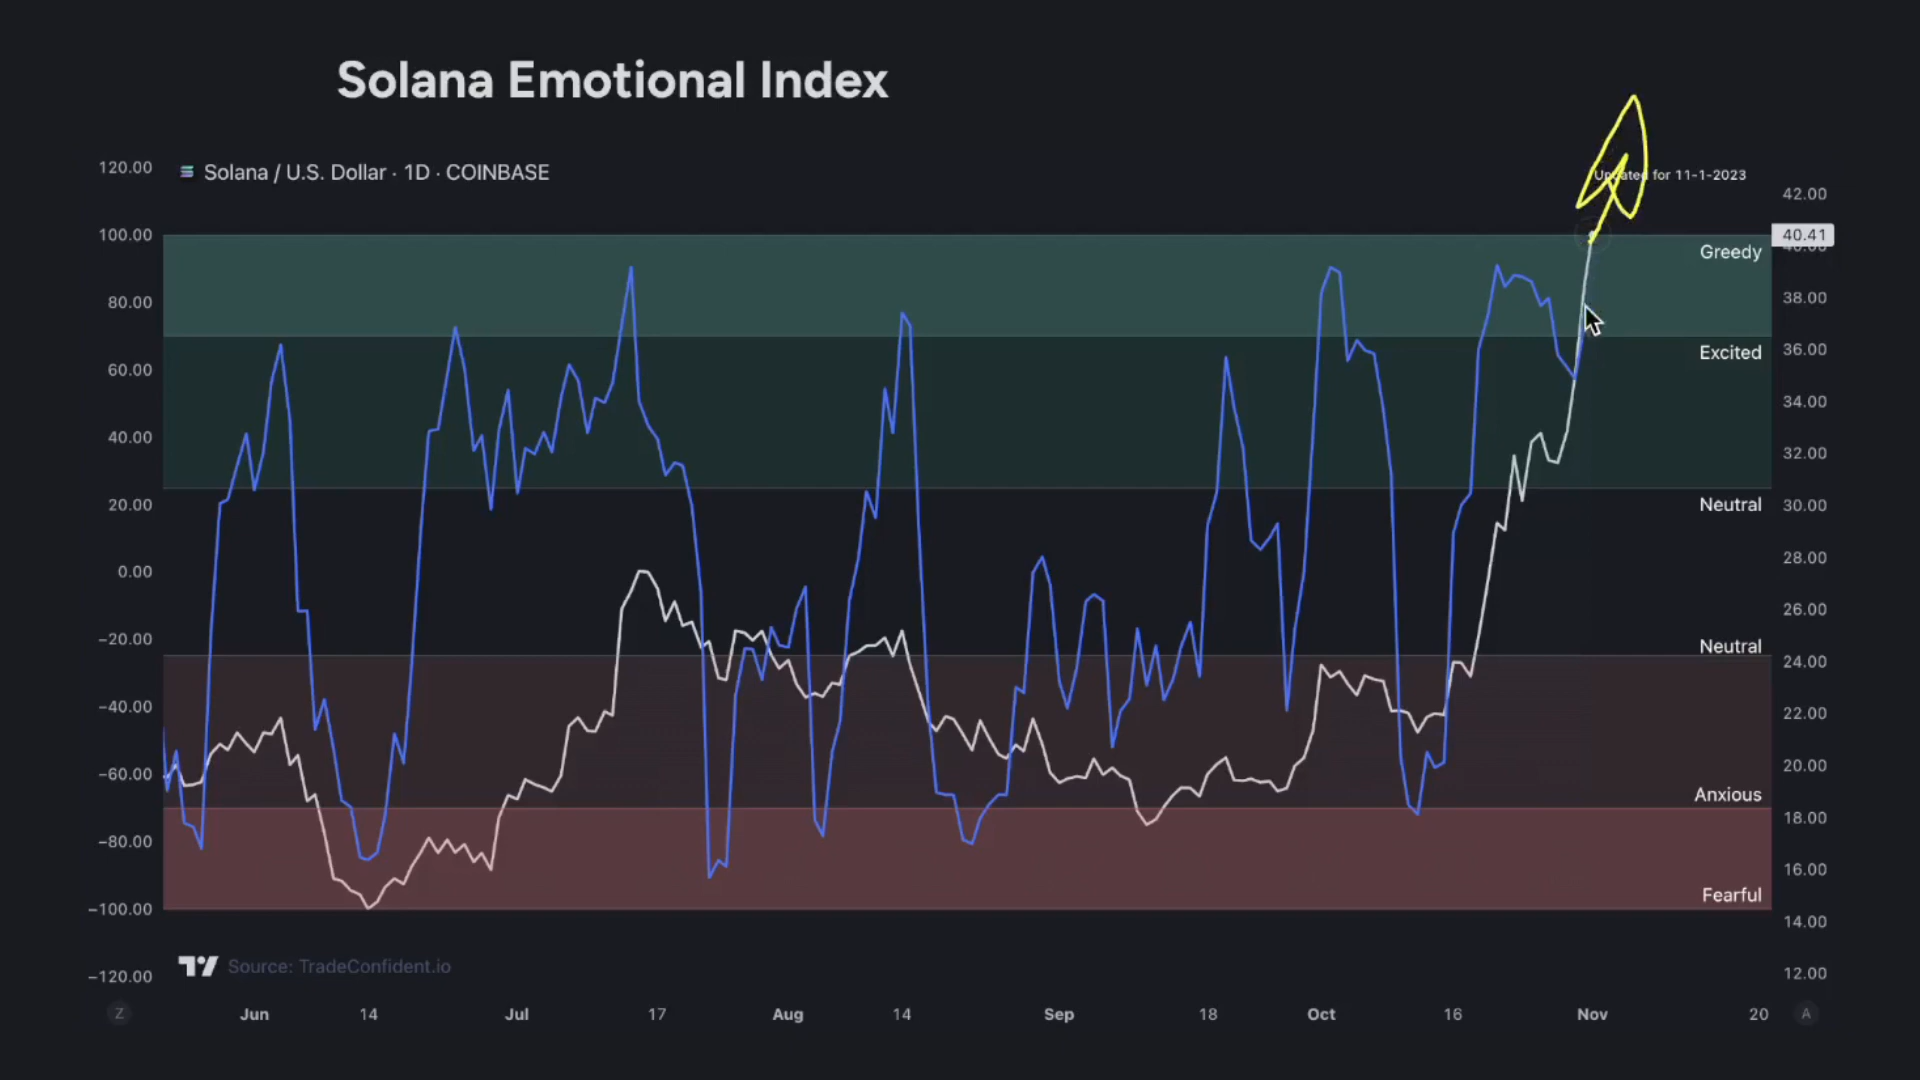 Solana Emotional Index
Solana / U.S. Dollar · 1D · COINBASE
Updated for 11-1-2023
120.00
100.00
80.00
60.00
40.00
20.00
0.00
−20.00
−40.00
−60.00
−80.00
−100.00
−120.00
Greedy
Excited
Neutral
Neutral
Anxious
Fearful
42.00
40.41
38.00
36.00
34.00
32.00
30.00
28.00
26.00
24.00
22.00
20.00
18.00
16.00
14.00
12.00
Source: TradeConfident.io
Z Jun 14 Jul 17 Aug 14 Sep 18 Oct 16 Nov 20 A